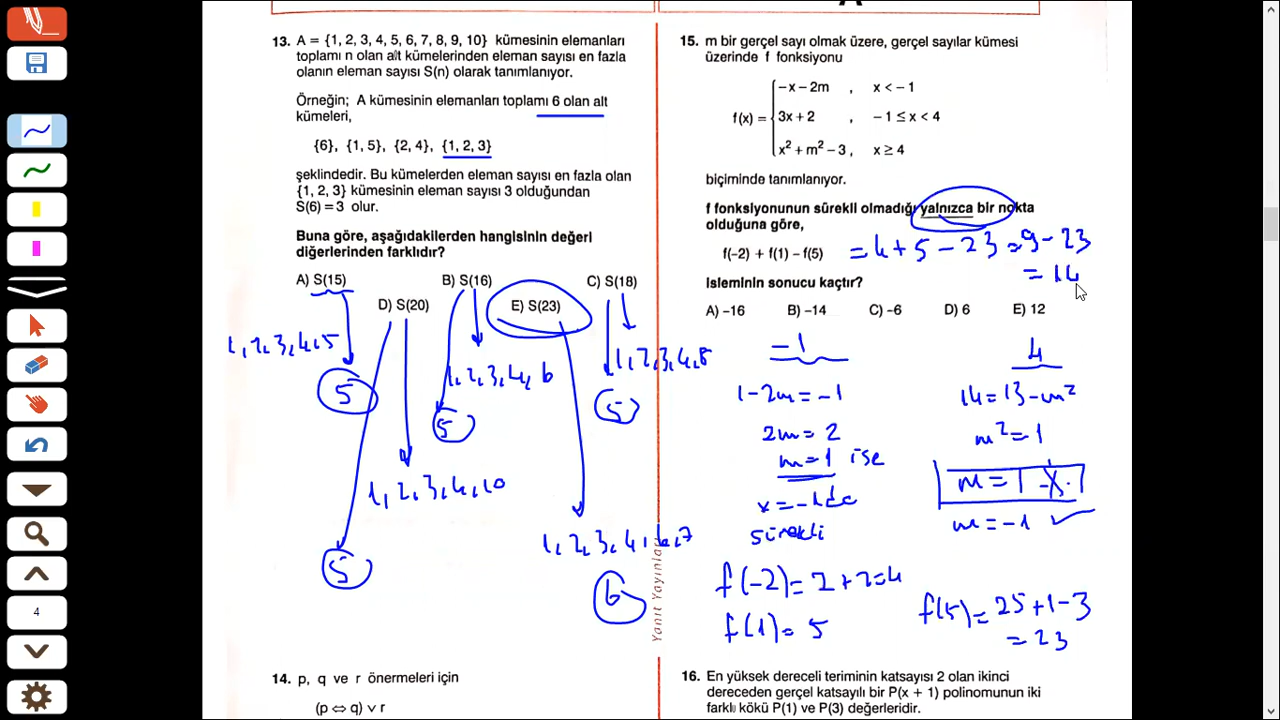 13. A = {1, 2, 3, 4, 5, 6, 7, 8, 9, 10} kümesinin elemanları
toplamı n olan alt kümelerinden eleman sayısı en fazla
olanın eleman sayısı S(n) olarak tanımlanıyor.
Örneğin; A kümesinin elemanları toplamı 6 olan alt
kümeleri,
{6}, {1, 5}, {2, 4}, {1, 2, 3}
şeklindedir. Bu kümelerden eleman sayısı en fazla olan
{1, 2, 3} kümesinin eleman sayısı 3 olduğundan
S(6) = 3 olur.
Buna göre, aşağıdakilerden hangisinin değeri
diğerlerinden farklıdır?
A) S(15) B) S(16) C) S(18)
D) S(20) E) S(23)
1, 2, 3, 4, 5
5
1, 2, 3, 4, 6
5
1, 2, 3, 4, 8
5
1, 2, 3, 4, 10
5
1, 2, 3, 4, 6, 7
6
14. p, q ve r önermeleri için
(p ⇔ q) ∨ r
Yanıt Yayınları
15. m bir gerçel sayı olmak üzere, gerçel sayılar kümesi
üzerinde f fonksiyonu
-x - 2m , x < -1
f(x) = 3x + 2 , -1 ≤ x < 4
x² + m² - 3 , x ≥ 4
biçiminde tanımlanıyor.
f fonksiyonunun sürekli olmadığı yalnızca bir nokta
olduğuna göre,
f(-2) + f(1) - f(5) = 4 + 5 - 23 = 9 - 23
= 14
işleminin sonucu kaçtır?
A) -16 B) -14 C) -6 D) 6 E) 12
-1
1 - 2m = -1
2m = 2
m = 1 ise
x = -1 de
sürekli
4
14 = 13 - m²
m² = 1
m = 1
m = -1
f(-2) = 2 + 2 = 4
f(1) = 5
f(5) = 25 + 1 - 3
= 23
16. En yüksek dereceli teriminin katsayısı 2 olan ikinci
dereceden gerçel katsayılı bir P(x + 1) polinomunun iki
farklı kökü P(1) ve P(3) değerleridir.
4